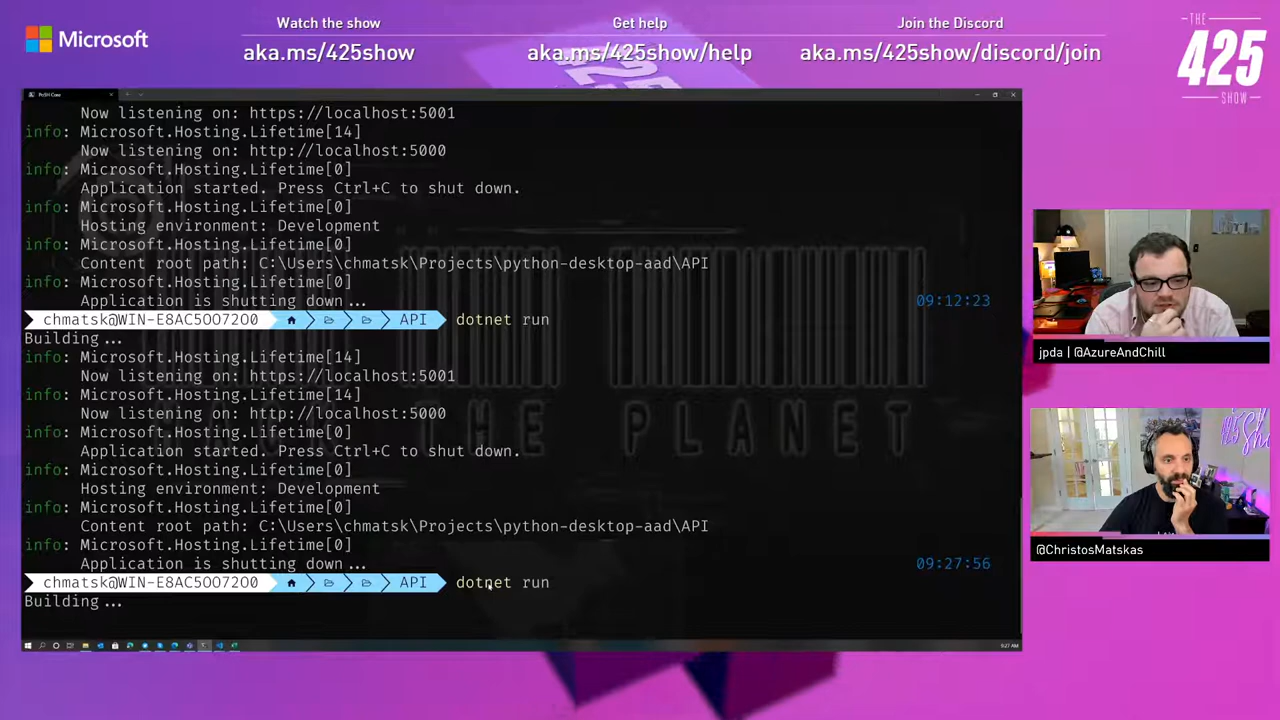 Microsoft
Watch the show
aka.ms/425show
Get help
aka.ms/425show/help
Join the Discord
aka.ms/425show/discord/join
THE
425
SHOW
Now listening on: https://localhost:5001
info: Microsoft.Hosting.Lifetime[14]
Now listening on: http://localhost:5000
info: Microsoft.Hosting.Lifetime[0]
Application started. Press Ctrl+C to shut down.
info: Microsoft.Hosting.Lifetime[0]
Hosting environment: Development
info: Microsoft.Hosting.Lifetime[0]
Content root path: C:\Users\chmatsk\Projects\python-desktop-aad\API
info: Microsoft.Hosting.Lifetime[0]
Application is shutting down...
09:12:23
chmatsk@WIN-E8AC5OO72O0 API dotnet run
Building...
info: Microsoft.Hosting.Lifetime[14]
Now listening on: https://localhost:5001
info: Microsoft.Hosting.Lifetime[14]
Now listening on: http://localhost:5000
info: Microsoft.Hosting.Lifetime[0]
Application started. Press Ctrl+C to shut down.
info: Microsoft.Hosting.Lifetime[0]
Hosting environment: Development
info: Microsoft.Hosting.Lifetime[0]
Content root path: C:\Users\chmatsk\Projects\python-desktop-aad\API
info: Microsoft.Hosting.Lifetime[0]
Application is shutting down...
09:27:56
chmatsk@WIN-E8AC5OO72O0 API dotnet run
Building...
THE PLANET
9:27 AM
jpda | @AzureAndChill
@ChristosMatskas